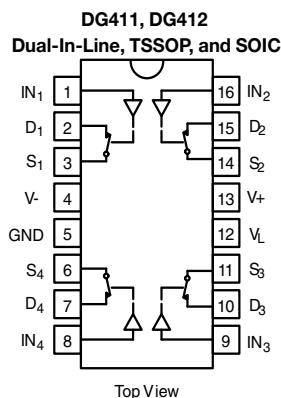 DG411, DG412
Dual-In-Line, TSSOP, and SOIC
IN1 1 16 IN2
D1 2 15 D2
S1 3 14 S2
V- 4 13 V+
GND 5 12 VL
S4 6 11 S3
D4 7 10 D3
IN4 8 9 IN3
Top View